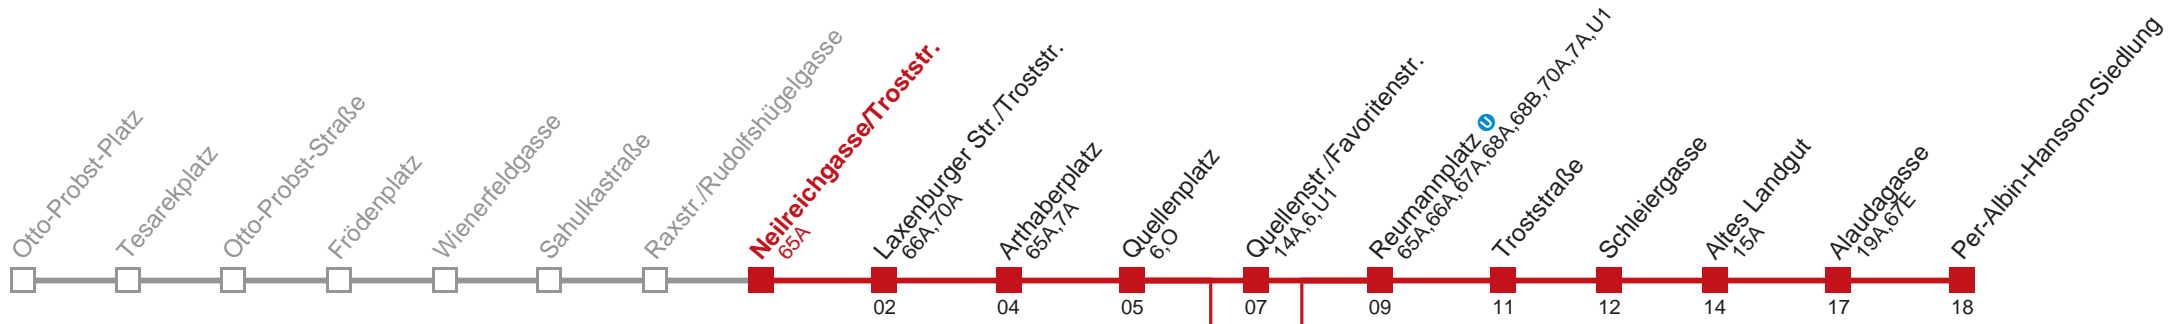 Otto-Probst-Platz
Tesarekplatz
Otto-Probst-Straße
Frödenplatz
Wienerfeldgasse
Sahulkastraße
Raxstr./Rudolfshügelgasse
Neilreichgasse/Troststr.
65A
Laxenburger Str./Troststr.
66A,70A
Arthaberplatz
65A,7A
Quellenplatz
6,O
Quellenstr./Favoritenstr.
14A,6,U1
Reumannplatz U
65A,66A,67A,68A,68B,70A,7A,U1
Troststraße
Schleiergasse
Altes Landgut
15A
Alaudagasse
19A,67E
Per-Albin-Hansson-Siedlung
02 04 05 07 09 11 12 14 17 18